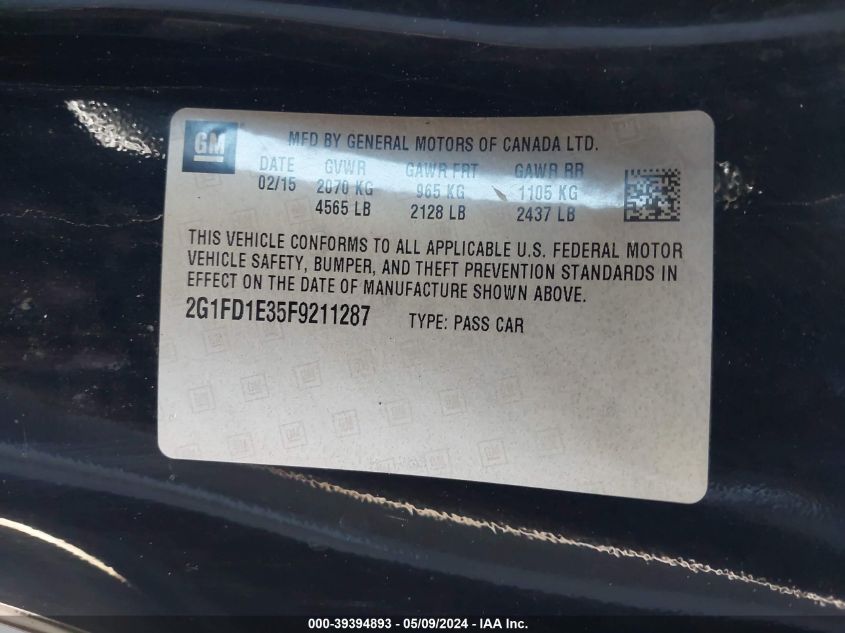 GM
MFD BY GENERAL MOTORS OF CANADA LTD.
DATE GVWR GAWR FRT GAWR RR
02/15 2070 KG 965 KG 1105 KG
4565 LB 2128 LB 2437 LB
THIS VEHICLE CONFORMS TO ALL APPLICABLE U.S. FEDERAL MOTOR
VEHICLE SAFETY, BUMPER, AND THEFT PREVENTION STANDARDS IN
EFFECT ON THE DATE OF MANUFACTURE SHOWN ABOVE.
2G1FD1E35F9211287 TYPE: PASS CAR
000-39394893 - 05/09/2024 - IAA Inc.